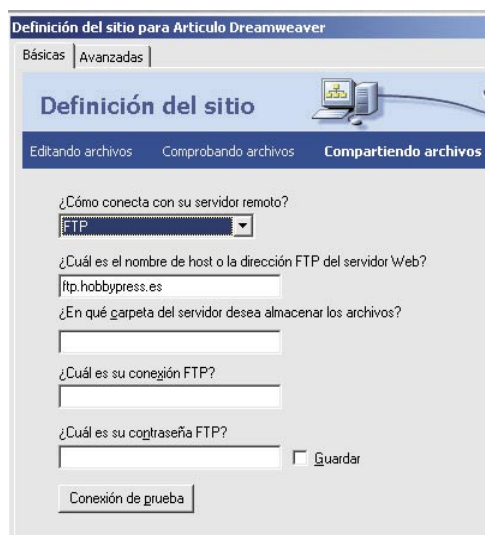 Definición del sitio para Articulo Dreamweaver
Básicas Avanzadas
Definición del sitio
Editando archivos Comprobando archivos Compartiendo archivos
¿Cómo conecta con su servidor remoto?
FTP
¿Cuál es el nombre de host o la dirección FTP del servidor Web?
ftp.hobbypress.es
¿En qué carpeta del servidor desea almacenar los archivos?
¿Cuál es su conexión FTP?
¿Cuál es su contraseña FTP?
Guardar
Conexión de prueba